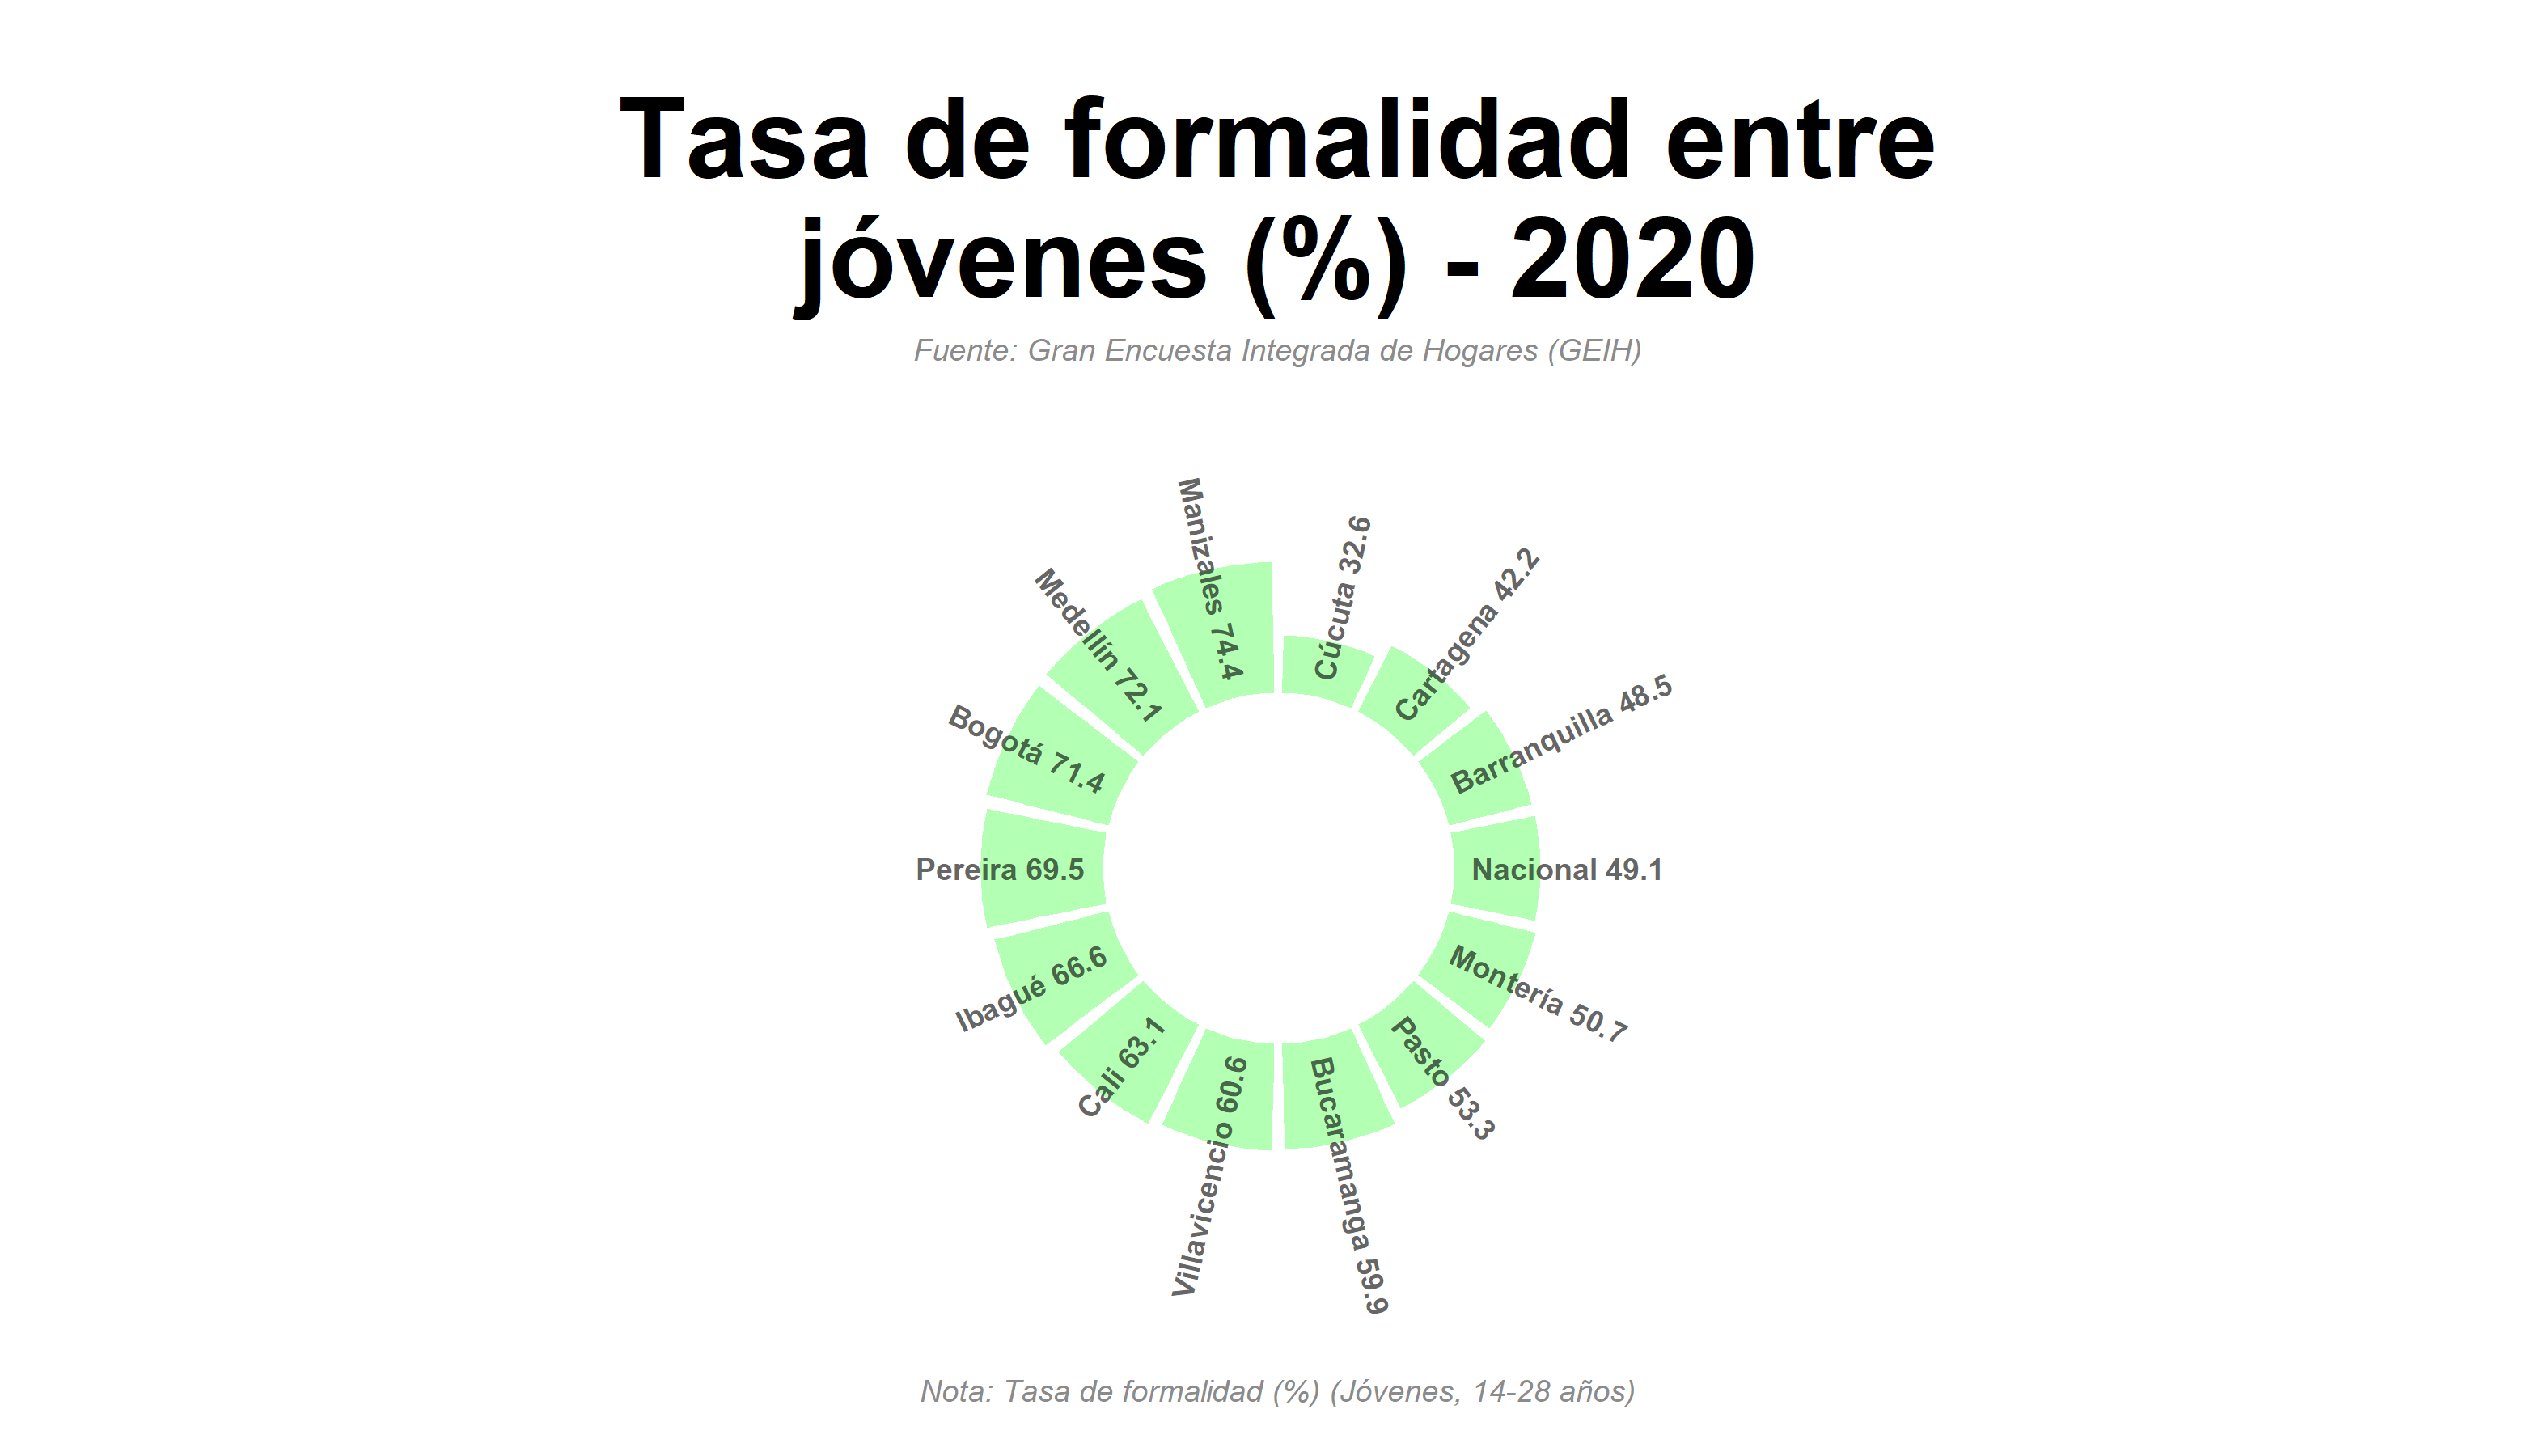 Tasa de formalidad entre
jóvenes (%) - 2020
Fuente: Gran Encuesta Integrada de Hogares (GEIH)
Cúcuta 32.6
Cartagena 42.2
Barranquilla 48.5
Nacional 49.1
Montería 50.7
Pasto 53.3
Bucaramanga 59.9
Villavicencio 60.6
Cali 63.1
Ibagué 66.6
Pereira 69.5
Bogotá 71.4
Medellín 72.1
Manizales 74.4
Nota: Tasa de formalidad (%) (Jóvenes, 14-28 años)